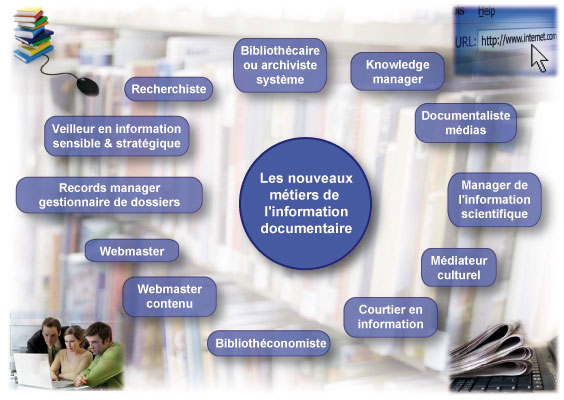 Help
URL: http://www.internet.com
Bibliothécaire
ou archiviste
système
Knowledge
manager
Recherchiste
Documentaliste
médias
Veilleur en information
sensible & stratégique
Les nouveaux
métiers de
l'information
documentaire
Records manager
gestionnaire de dossiers
Manager de
l'information
scientifique
Webmaster
Médiateur
culturel
Webmaster
contenu
Courtier en
information
Bibliothéconomiste